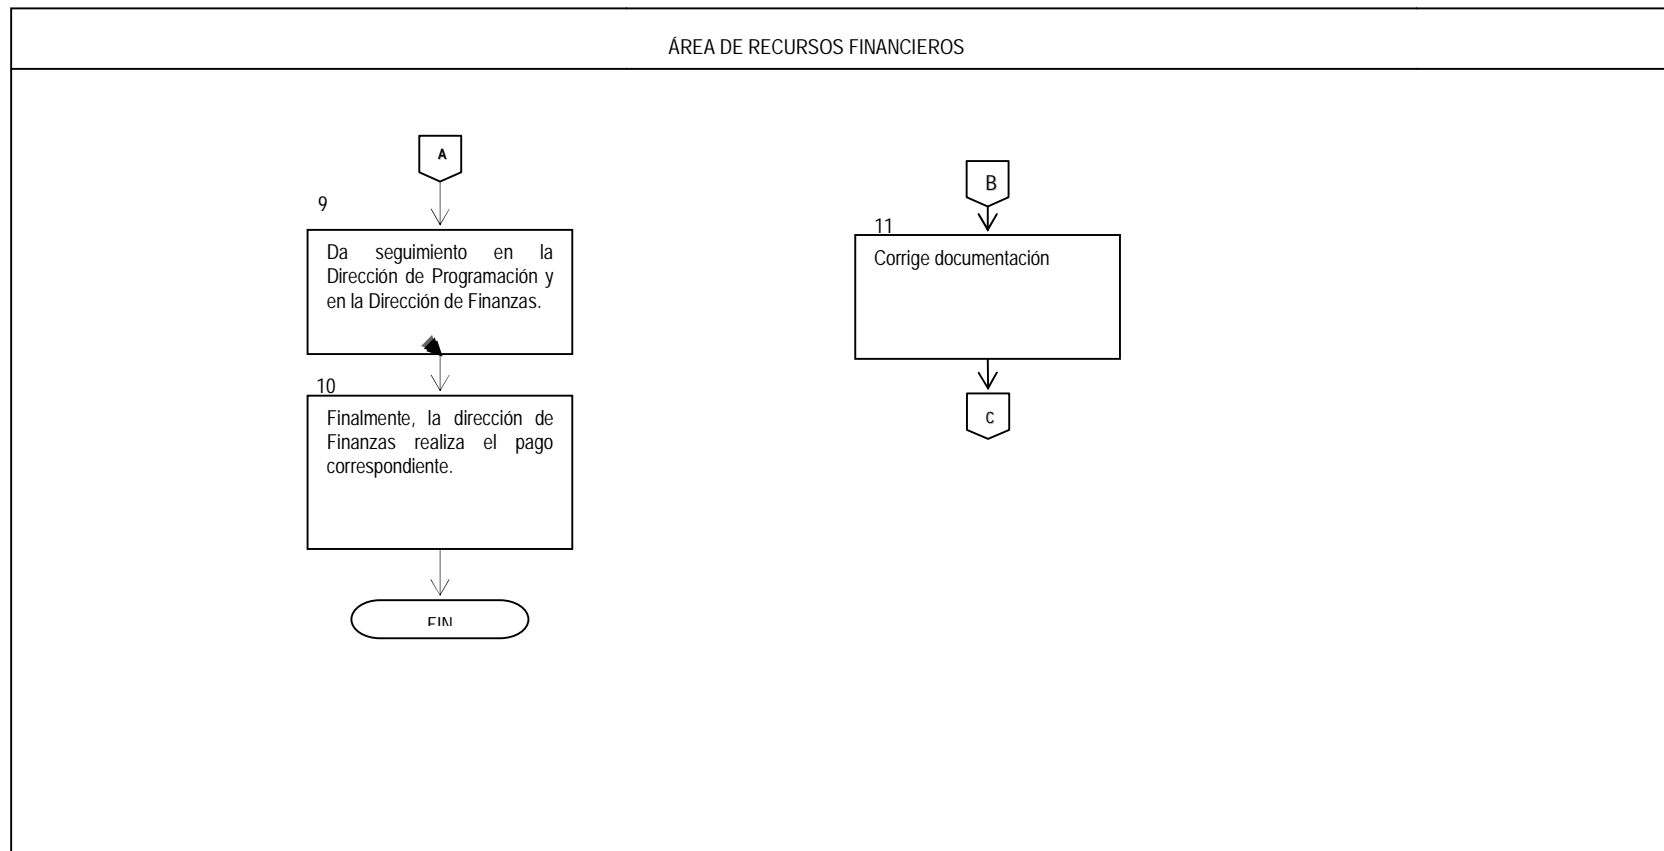 ÁREA DE RECURSOS FINANCIEROS
A
9
Da seguimiento en la
Dirección de Programación y
en la Dirección de Finanzas.
10
Finalmente, la dirección de
Finanzas realiza el pago
correspondiente.
FIN
B
11
Corrige documentación
c